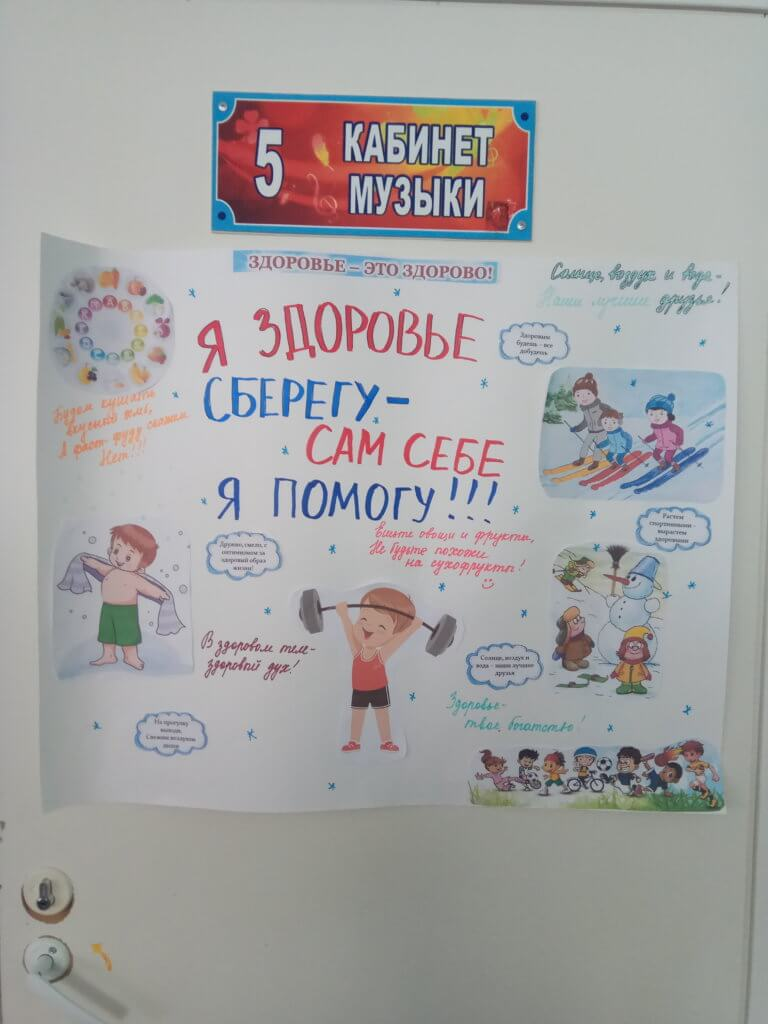 5 КАБИНЕТ
МУЗЫКИ
ЗДОРОВЬЕ – ЭТО ЗДОРОВО!
Солнце, воздух и вода –
Наши лучшие друзья!
Я ЗДОРОВЬЕ
СБЕРЕГУ –
САМ СЕБЕ
Я ПОМОГУ!!!
Здоровым
будешь – все
добудешь
Будем кушать
вкусно мы,
А фаст-фуду скажем
Нет!!!
Растем
спортивными -
вырастем
здоровыми
Дружно, смело, с
оптимизмом за
здоровый образ
жизни!
Ешьте овощи и фрукты,
Не будьте похожи
на сухофрукты!
В здоровом теле-
здоровый дух!
Солнце, воздух и
вода – наши лучшие
друзья
На прогулку
выходи,
Свежим воздухом
дыши
Здоровье-
твое богатство!